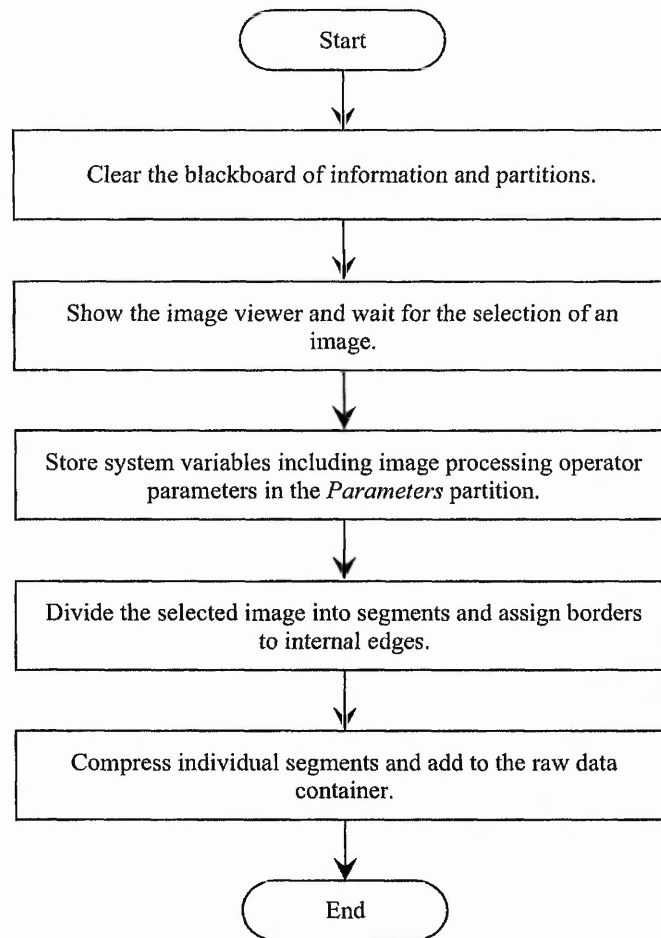 Start
Clear the blackboard of information and partitions.
Show the image viewer and wait for the selection of an
image.
Store system variables including image processing operator
parameters in the Parameters partition.
Divide the selected image into segments and assign borders
to internal edges.
Compress individual segments and add to the raw data
container.
End